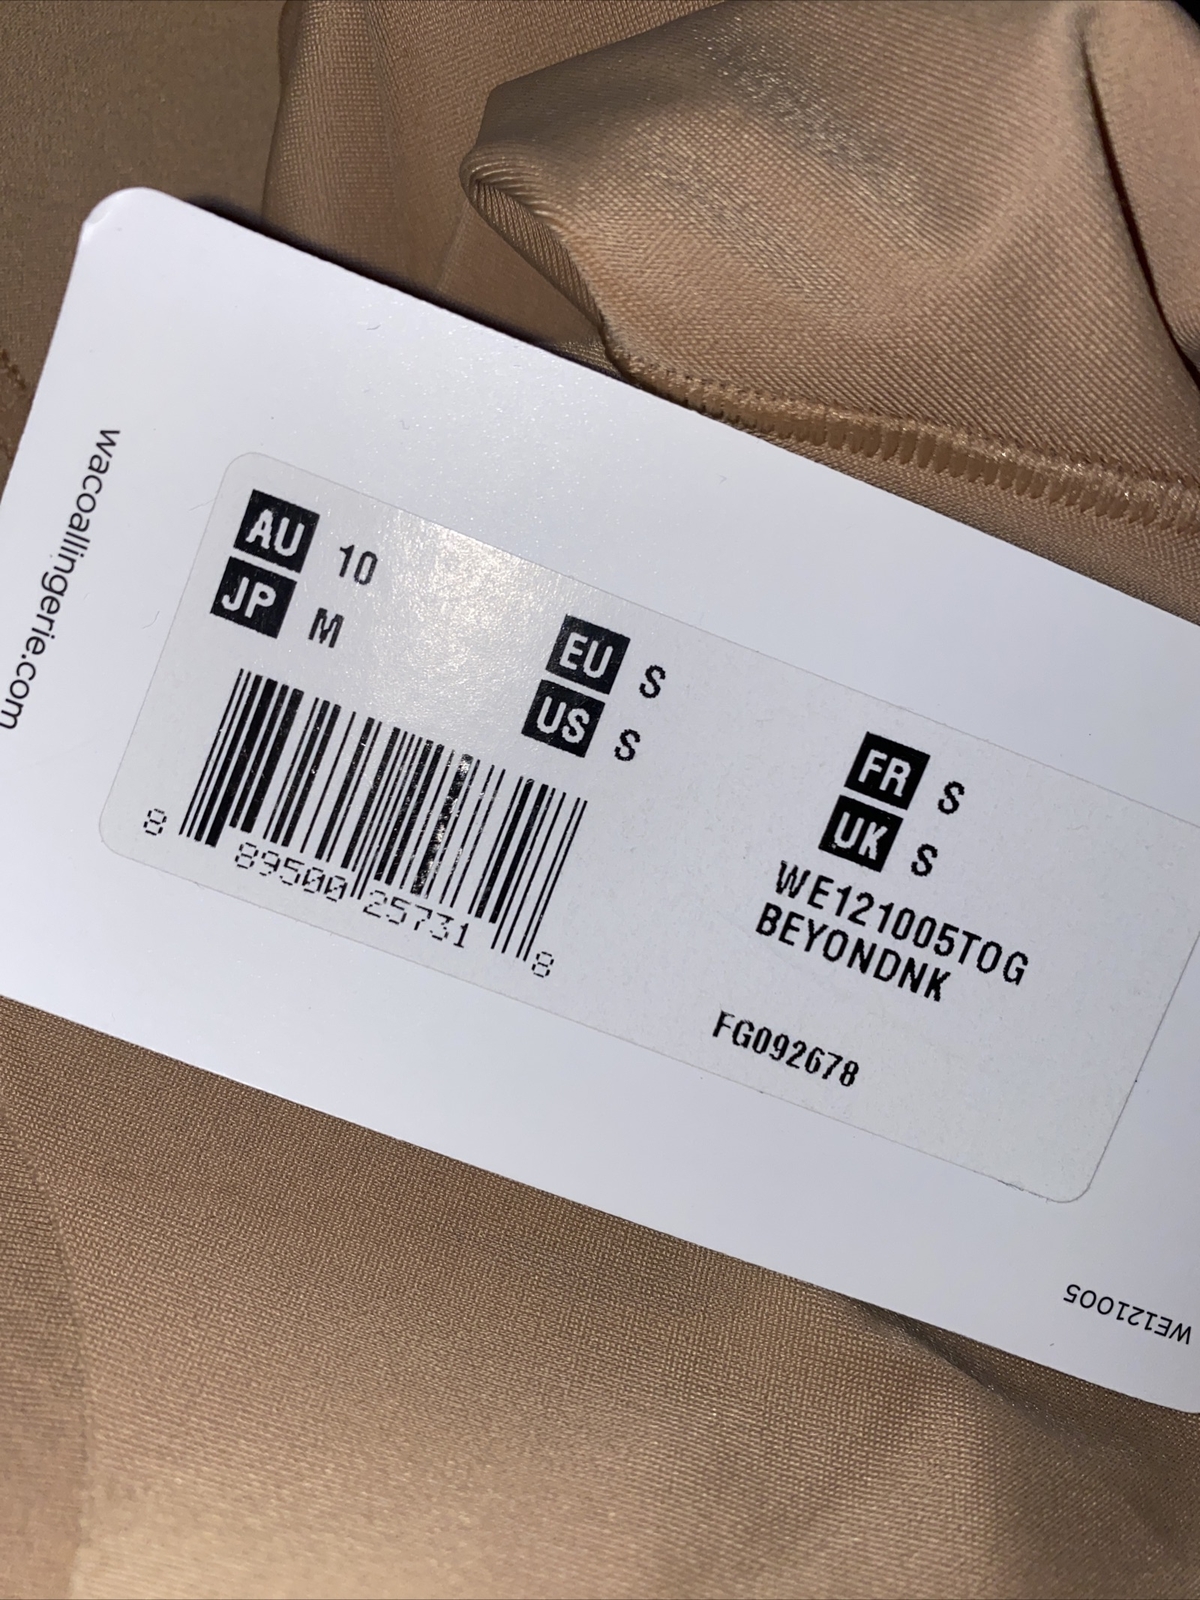 wacoallingerie.com
AU 10
JP M
EU S
US S
FR S
UK S
WE121005TOG
BEYONDNK
FG092678
8 89500 25731 8
WE121005